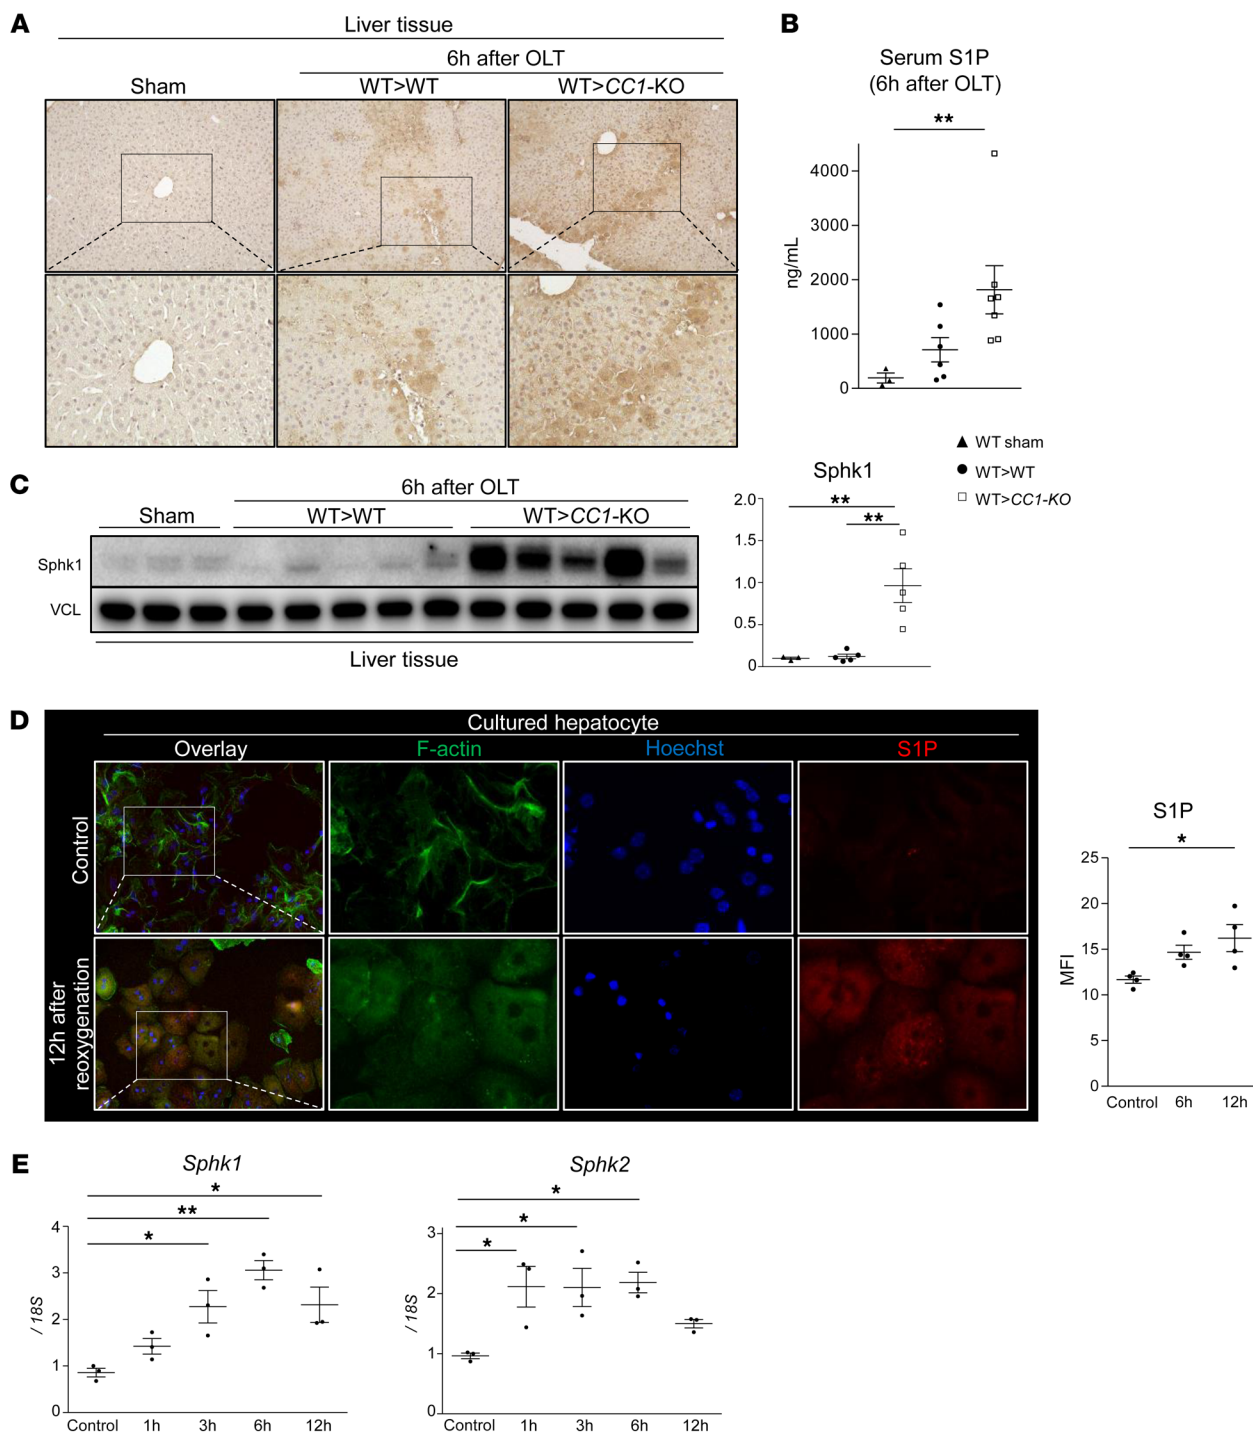 A
Liver tissue
6h after OLT
Sham
WT>WT
WT>CC1-KO
B
Serum S1P
(6h after OLT)
**
4000
3000
2000
1000
0
ng/mL
WT sham
WT>WT
WT>CC1-KO
C
6h after OLT
Sham
WT>WT
WT>CC1-KO
Sphk1
VCL
Liver tissue
Sphk1
**
**
2.0
1.5
1.0
0.5
0
D
Cultured hepatocyte
Overlay
F-actin
Hoechst
S1P
Control
12h after
reoxygenation
S1P
*
25
20
15
10
5
0
MFI
Control
6h
12h
E
Sphk1
*
**
*
4
3
2
1
0
/ 18S
Control
1h
3h
6h
12h
Sphk2
*
*
*
3
2
1
0
/ 18S
Control
1h
3h
6h
12h